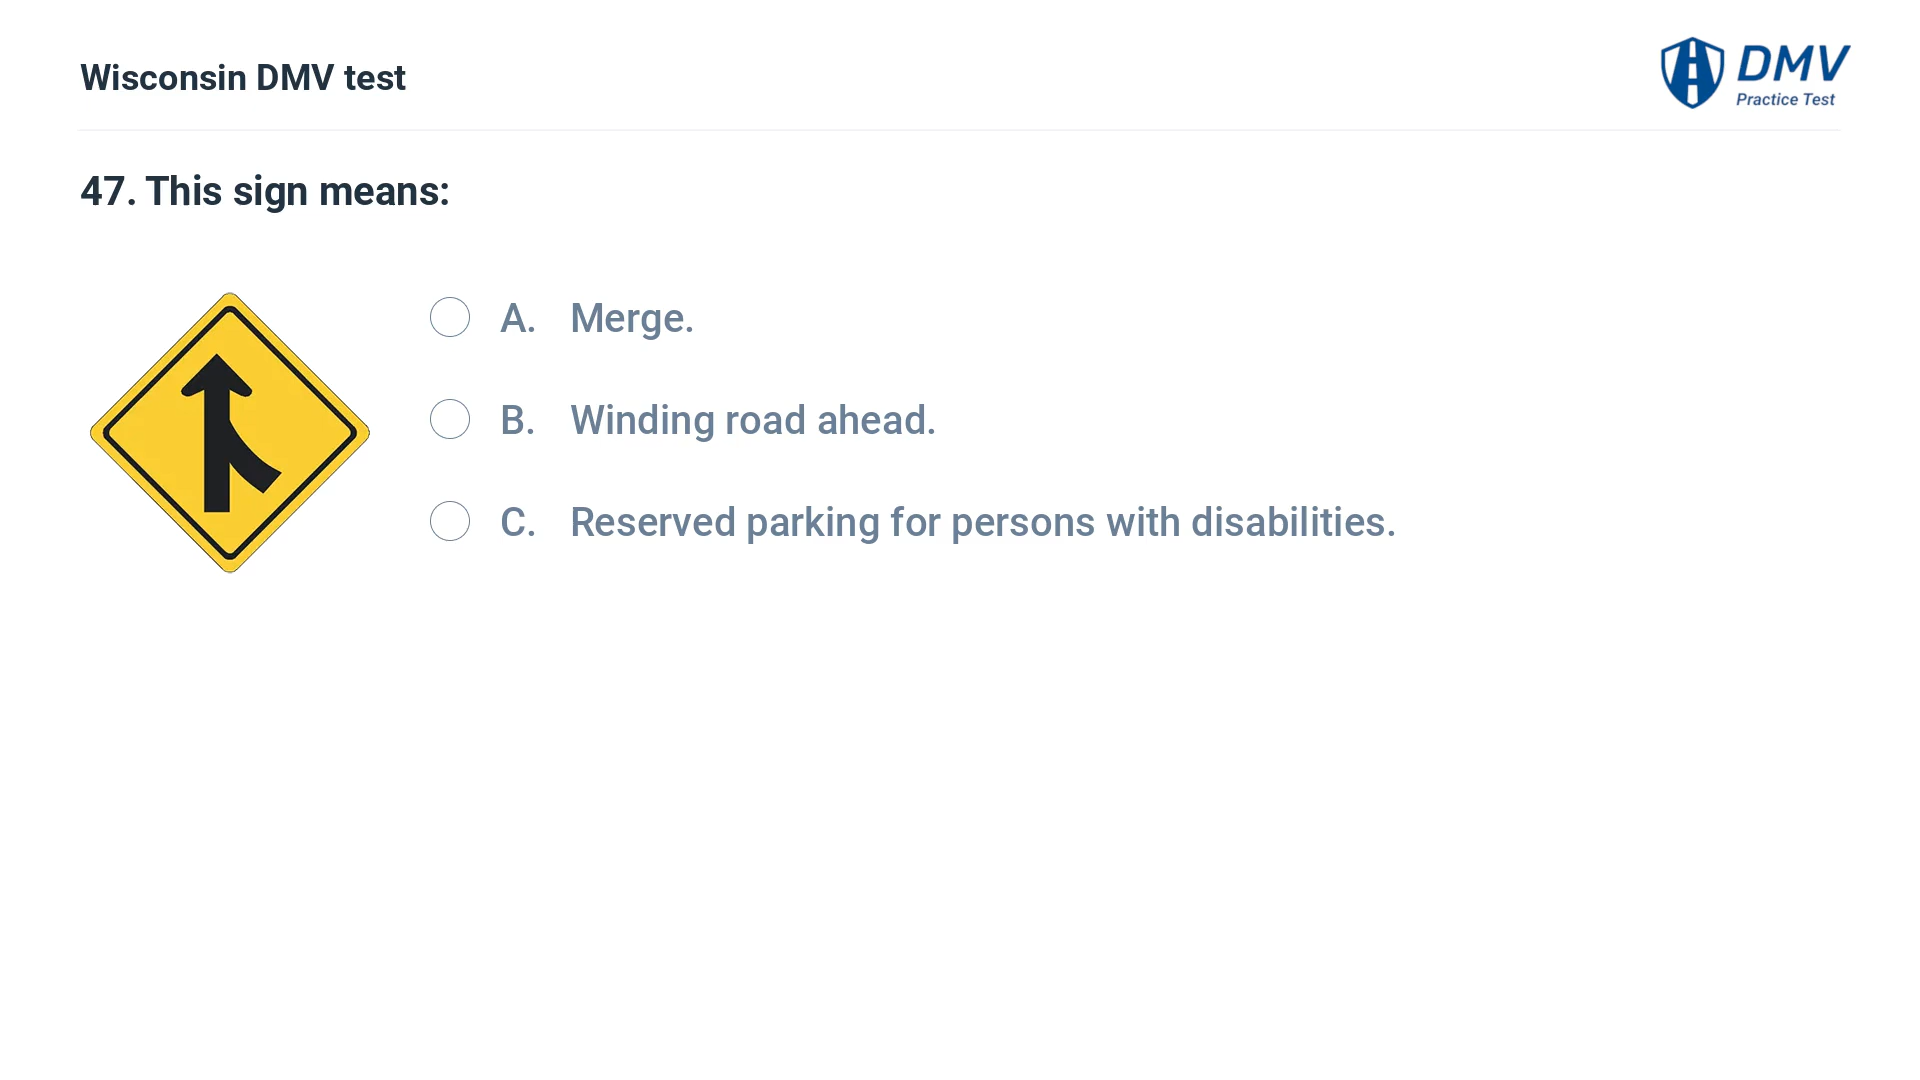 Wisconsin DMV test
DMV
Practice Test
47. This sign means:
A. Merge.
B. Winding road ahead.
C. Reserved parking for persons with disabilities.